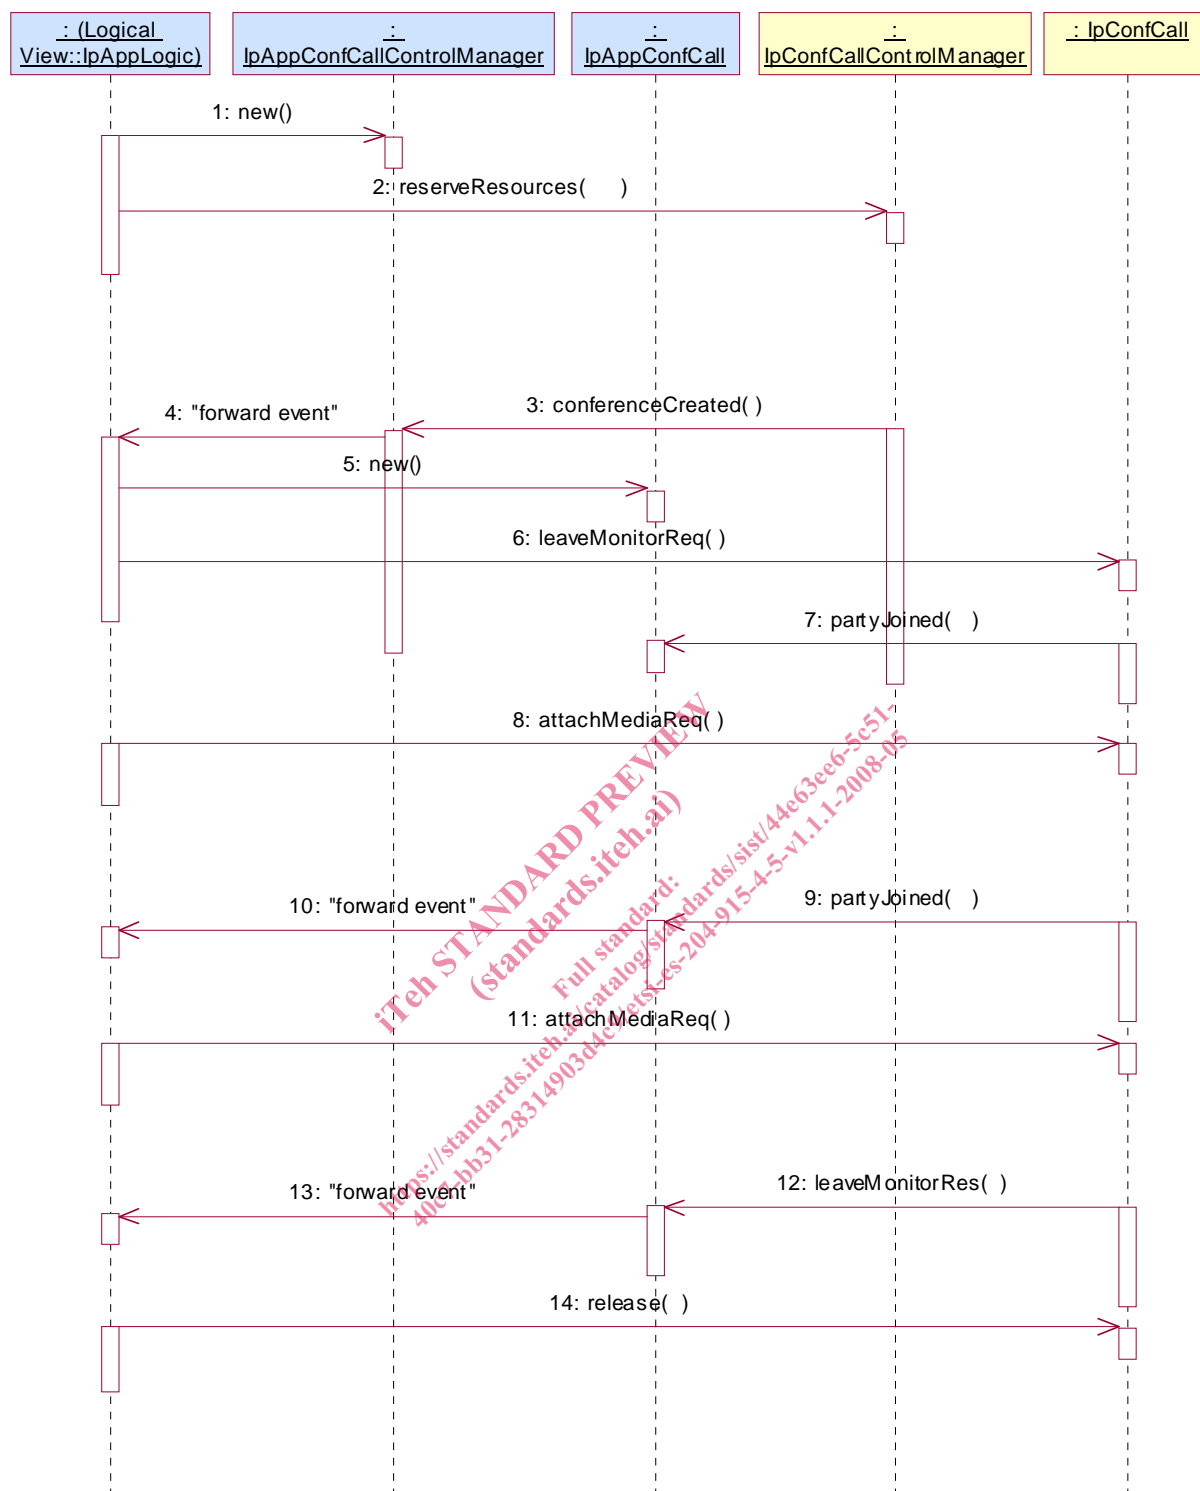 : (Logical
View::IpAppLogic)
:
IpAppConfCallControlManager
:
IpAppConfCall
:
IpConfCallControlManager
: IpConfCall
1: new()
2: reserveResources( )
3: conferenceCreated( )
4: "forward event"
5: new()
6: leaveMonitorReq( )
7: partyJoined( )
8: attachMediaReq( )
9: partyJoined( )
10: "forward event"
11: attachMediaReq( )
12: leaveMonitorRes( )
13: "forward event"
14: release( )
iTeh STANDARD PREVIEW
(standards.iteh.ai)
Full standard:
https://standards.iteh.ai/catalog/standards/sist/44e63ee6-5c51-
40c7-bb31-28314903d4c9/etsi-es-204-915-4-5-v1.1.1-2008-05